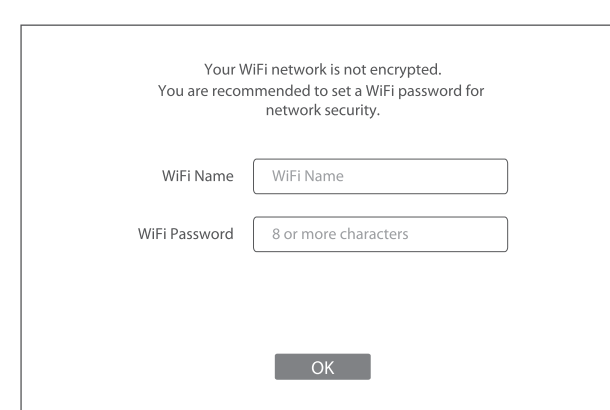 Your WiFi network is not encrypted.
You are recommended to set a WiFi password for
network security.
WiFi Name WiFi Name
WiFi Password 8 or more characters
OK